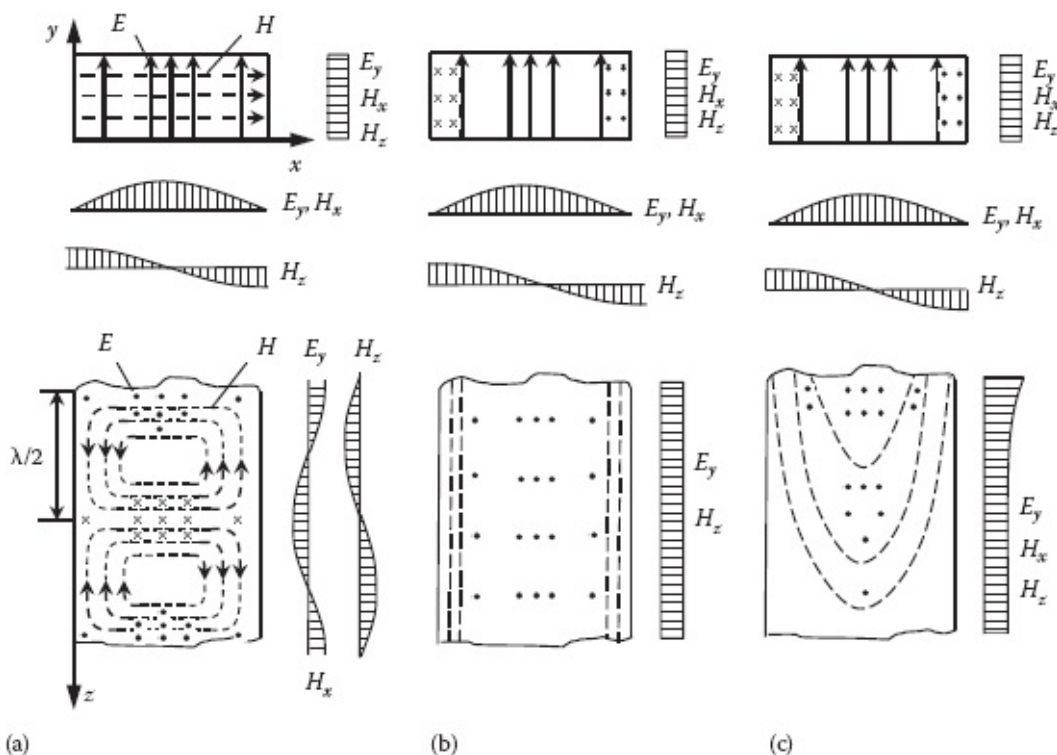 y
E
H
E_y
H_x
H_z
x
E_y, H_x
H_z
E_y
H_x
H_z
E_y, H_x
H_z
E_y
H_x
H_z
E_y, H_x
H_z
E
H
E_y
H_z
λ/2
H_x
z
E_y
H_z
E_y
H_x
H_z
(a)
(b)
(c)